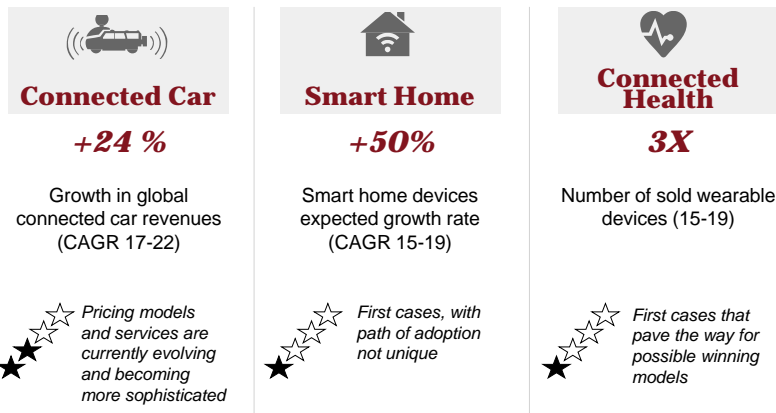 Connected Car
+24 %
Growth in global
connected car revenues
(CAGR 17-22)
Pricing models
and services are
currently evolving
and becoming
more sophisticated
Smart Home
+50%
Smart home devices
expected growth rate
(CAGR 15-19)
First cases, with
path of adoption
not unique
Connected
Health
3X
Number of sold wearable
devices (15-19)
First cases that
pave the way for
possible winning
models